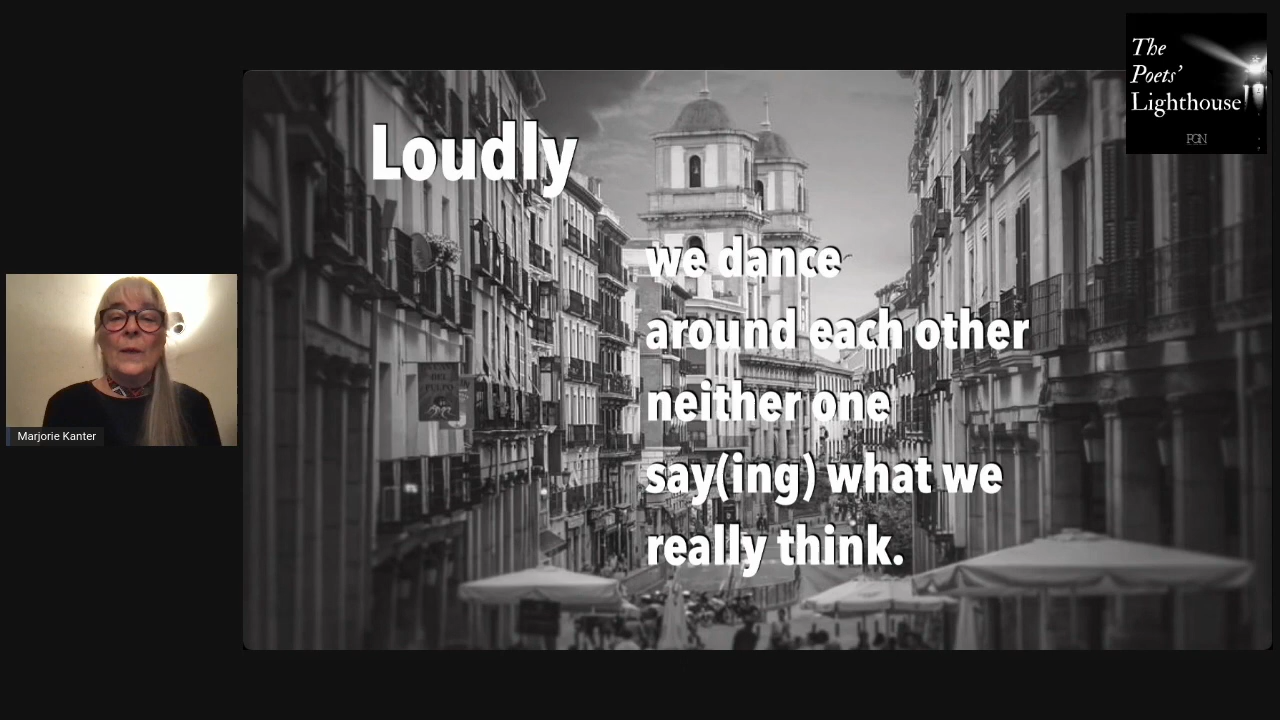 The
Poets'
Lighthouse
PGN
Loudly
we dance
around each other
neither one
say(ing) what we
really think.
Marjorie Kanter